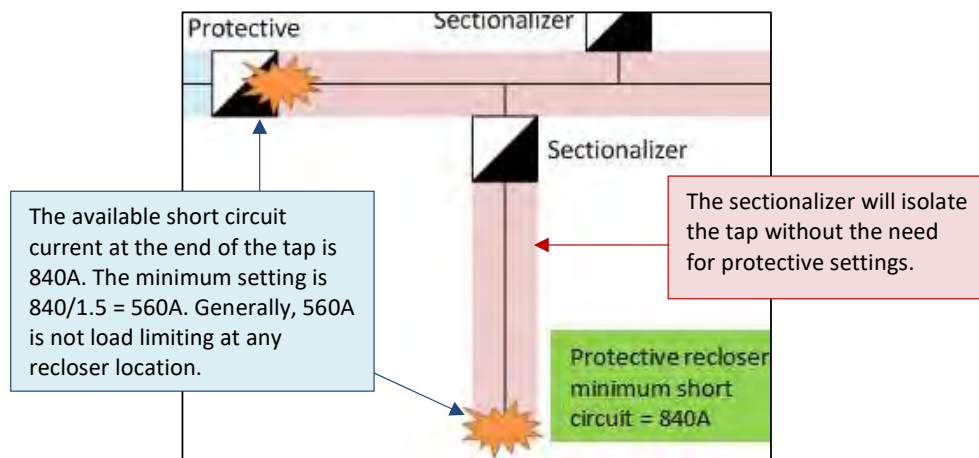 Protective
Sectionalizer
Sectionalizer
The available short circuit
current at the end of the tap is
840A. The minimum setting is
840/1.5 = 560A. Generally, 560A
is not load limiting at any
recloser location.
The sectionalizer will isolate
the tap without the need
for protective settings.
Protective recloser
minimum short
circuit = 840A